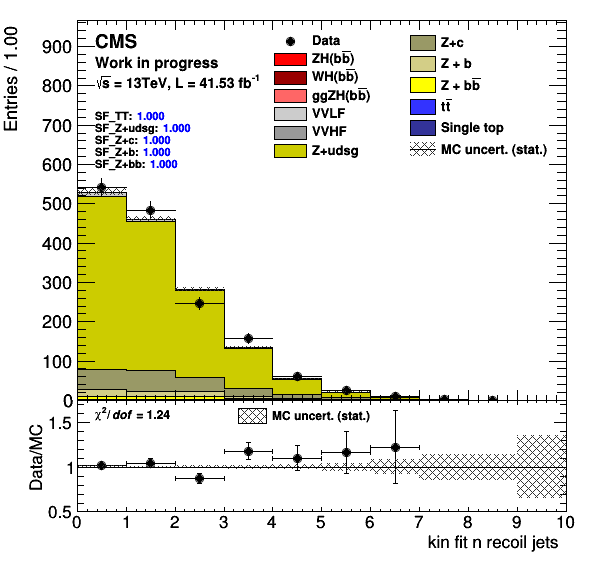 CMS
Work in progress
√s = 13TeV, L = 41.53 fb⁻¹
SF_TT: 1.000
SF_Z+udsg: 1.000
SF_Z+c: 1.000
SF_Z+b: 1.000
SF_Z+bb: 1.000
Data
ZH(bb̅)
WH(bb̅)
ggZH(bb̅)
VVLF
VVHF
Z+udsg
Z+c
Z + b
Z + bb̅
tt̅
Single top
MC uncert. (stat.)
Entries / 1.00
900
800
700
600
500
400
300
200
100
0
χ²/dof = 1.24
MC uncert. (stat.)
Data/MC
1.5
1
0.5
0 1 2 3 4 5 6 7 8 9 10
kin fit n recoil jets